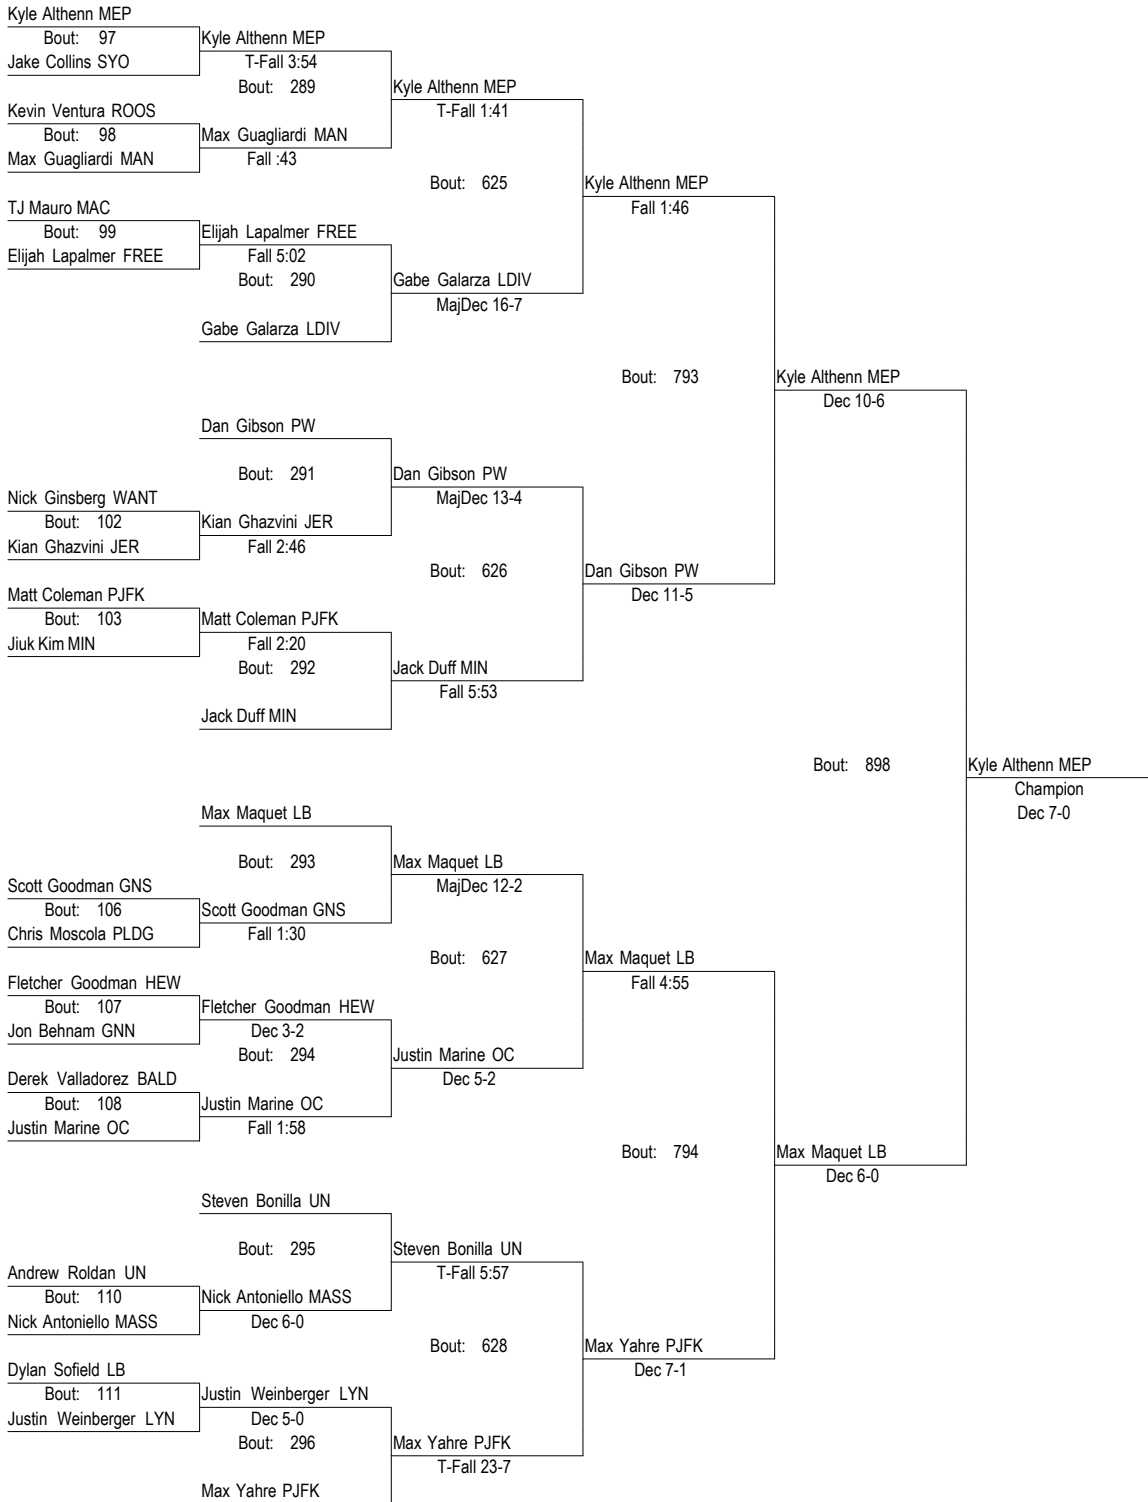 Kyle Althenn MEP
Bout: 97
Kyle Althenn MEP
Jake Collins SYO
T-Fall 3:54
Bout: 289
Kyle Althenn MEP
Kevin Ventura ROOS
T-Fall 1:41
Bout: 98
Max Guagliardi MAN
Max Guagliardi MAN
Fall :43
Bout: 625
Kyle Althenn MEP
TJ Mauro MAC
Fall 1:46
Bout: 99
Elijah Lapalmer FREE
Elijah Lapalmer FREE
Fall 5:02
Bout: 290
Gabe Galarza LDIV
MajDec 16-7
Gabe Galarza LDIV
Bout: 793
Kyle Althenn MEP
Dec 10-6
Dan Gibson PW
Bout: 291
Dan Gibson PW
Nick Ginsberg WANT
MajDec 13-4
Bout: 102
Kian Ghazvini JER
Kian Ghazvini JER
Fall 2:46
Bout: 626
Dan Gibson PW
Matt Coleman PJFK
Dec 11-5
Bout: 103
Matt Coleman PJFK
Jiuk Kim MIN
Fall 2:20
Bout: 292
Jack Duff MIN
Fall 5:53
Jack Duff MIN
Bout: 898
Kyle Althenn MEP
Champion
Dec 7-0
Max Maquet LB
Bout: 293
Max Maquet LB
Scott Goodman GNS
MajDec 12-2
Bout: 106
Scott Goodman GNS
Chris Moscola PLDG
Fall 1:30
Bout: 627
Max Maquet LB
Fletcher Goodman HEW
Fall 4:55
Bout: 107
Fletcher Goodman HEW
Jon Behnam GNN
Dec 3-2
Bout: 294
Justin Marine OC
Derek Valladorez BALD
Dec 5-2
Bout: 108
Justin Marine OC
Justin Marine OC
Fall 1:58
Bout: 794
Max Maquet LB
Dec 6-0
Steven Bonilla UN
Bout: 295
Steven Bonilla UN
Andrew Roldan UN
T-Fall 5:57
Bout: 110
Nick Antoniello MASS
Nick Antoniello MASS
Dec 6-0
Bout: 628
Max Yahre PJFK
Dylan Sofield LB
Dec 7-1
Bout: 111
Justin Weinberger LYN
Justin Weinberger LYN
Dec 5-0
Bout: 296
Max Yahre PJFK
T-Fall 23-7
Max Yahre PJFK